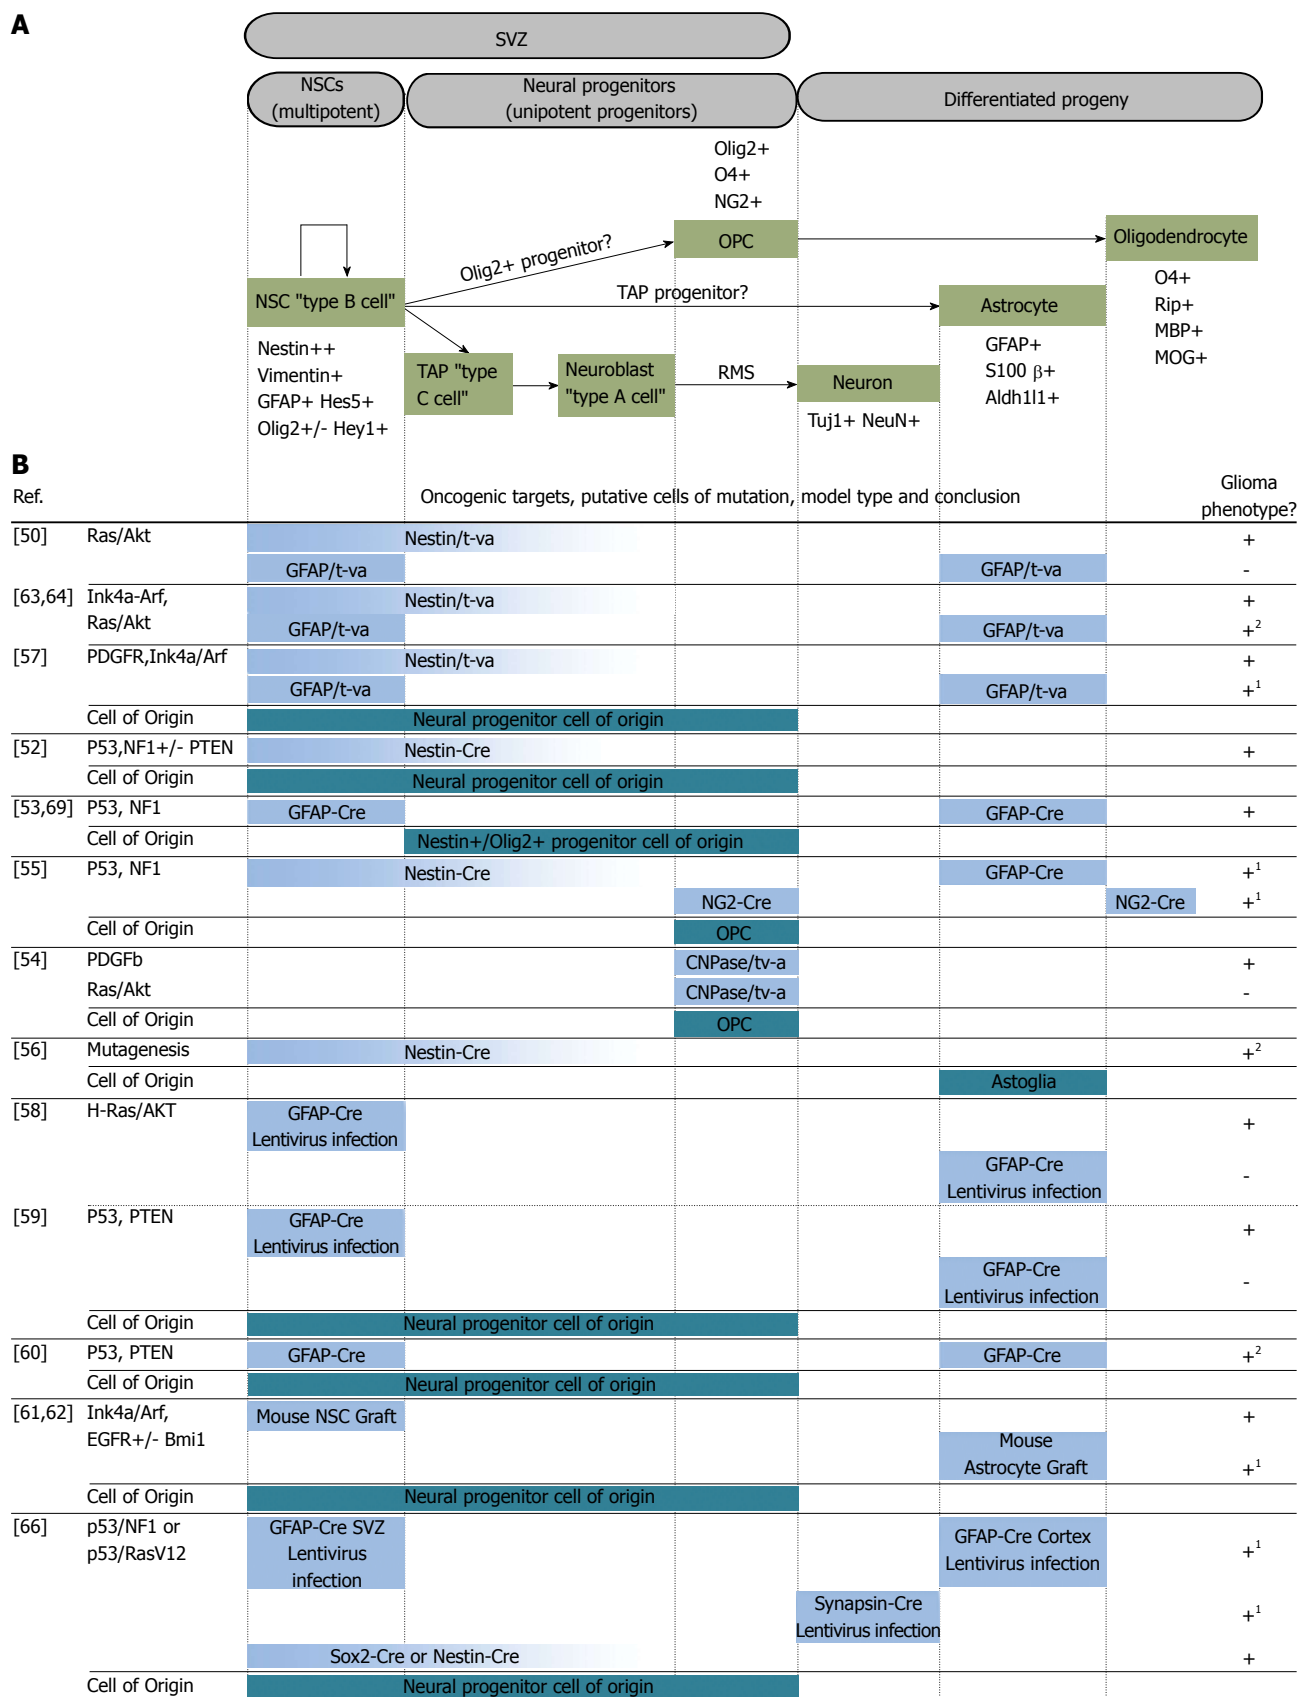 A
SVZ
NSCs
(multipotent)
Neural progenitors
(unipotent progenitors)
Differentiated progeny
Olig2+
O4+
NG2+
OPC
Oligodendrocyte
Olig2+ progenitor?
NSC "type B cell"
TAP progenitor?
Astrocyte
O4+
Rip+
MBP+
MOG+
Nestin++
Vimentin+
GFAP+ Hes5+
Olig2+/- Hey1+
TAP "type
C cell"
Neuroblast
"type A cell"
RMS
Neuron
GFAP+
S100 β+
Aldh1l1+
Tuj1+ NeuN+
B
Ref.
Oncogenic targets, putative cells of mutation, model type and conclusion
Glioma
phenotype?
[50] Ras/Akt Nestin/t-va +
GFAP/t-va GFAP/t-va -
[63,64] Ink4a-Arf, Nestin/t-va +
Ras/Akt GFAP/t-va GFAP/t-va +2
[57] PDGFR,Ink4a/Arf Nestin/t-va +
GFAP/t-va GFAP/t-va +1
Cell of Origin Neural progenitor cell of origin
[52] P53,NF1+/- PTEN Nestin-Cre +
Cell of Origin Neural progenitor cell of origin
[53,69] P53, NF1 GFAP-Cre GFAP-Cre +
Cell of Origin Nestin+/Olig2+ progenitor cell of origin
[55] P53, NF1 Nestin-Cre GFAP-Cre +1
NG2-Cre NG2-Cre +1
Cell of Origin OPC
[54] PDGFb CNPase/tv-a +
Ras/Akt CNPase/tv-a -
Cell of Origin OPC
[56] Mutagenesis Nestin-Cre +2
Cell of Origin Astoglia
[58] H-Ras/AKT GFAP-Cre
Lentivirus infection +
GFAP-Cre
Lentivirus infection -
[59] P53, PTEN GFAP-Cre
Lentivirus infection +
GFAP-Cre
Lentivirus infection -
Cell of Origin Neural progenitor cell of origin
[60] P53, PTEN GFAP-Cre GFAP-Cre +2
Cell of Origin Neural progenitor cell of origin
[61,62] Ink4a/Arf, Mouse NSC Graft +
EGFR+/- Bmi1 Mouse
Astrocyte Graft +1
Cell of Origin Neural progenitor cell of origin
[66] p53/NF1 or GFAP-Cre SVZ GFAP-Cre Cortex
p53/RasV12 Lentivirus Lentivirus infection +1
infection
Synapsin-Cre
Lentivirus infection +1
Sox2-Cre or Nestin-Cre +
Cell of Origin Neural progenitor cell of origin